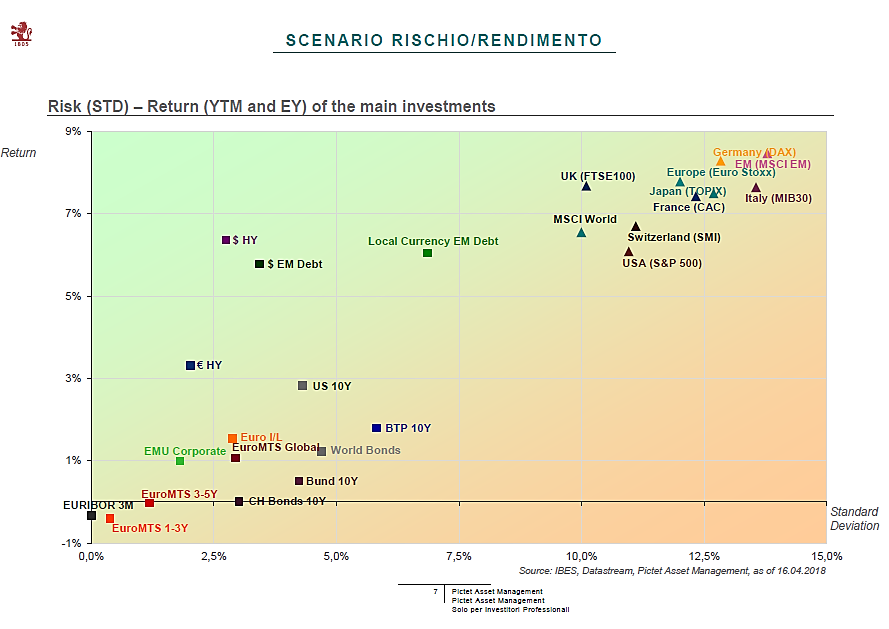 IBDS
SCENARIO RISCHIO/RENDIMENTO
Risk (STD) – Return (YTM and EY) of the main investments
Return
9%
7%
5%
3%
1%
-1%
Germany (DAX)
EM (MSCI EM)
Europe (Euro Stoxx)
UK (FTSE100)
Japan (TOPIX)
Italy (MIB30)
France (CAC)
MSCI World
Switzerland (SMI)
USA (S&P 500)
$ HY
Local Currency EM Debt
$ EM Debt
€ HY
US 10Y
BTP 10Y
Euro I/L
EuroMTS Global
World Bonds
EMU Corporate
Bund 10Y
EuroMTS 3-5Y
CH Bonds 10Y
EURIBOR 3M
EuroMTS 1-3Y
Standard
Deviation
0,0%
2,5%
5,0%
7,5%
10,0%
12,5%
15,0%
Source: IBES, Datastream, Pictet Asset Management, as of 16.04.2018
7
Pictet Asset Management
Pictet Asset Management
Solo per Investitori Professionali